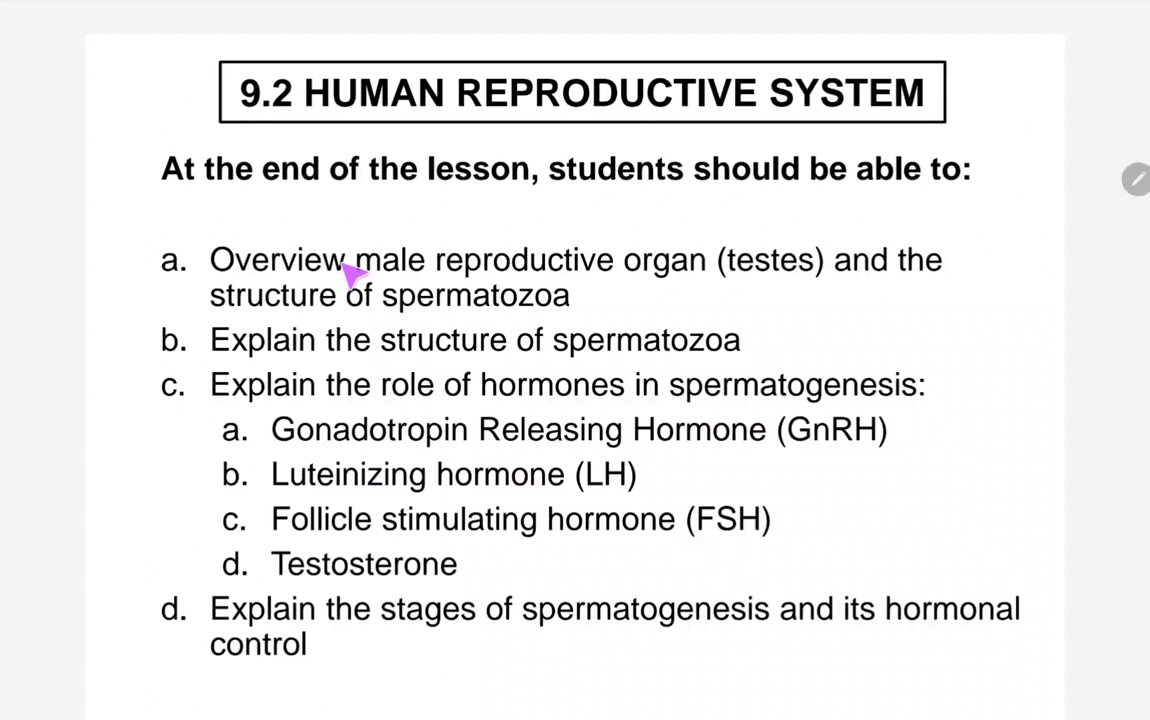 9.2 HUMAN REPRODUCTIVE SYSTEM
At the end of the lesson, students should be able to:
a. Overview male reproductive organ (testes) and the
structure of spermatozoa
b. Explain the structure of spermatozoa
c. Explain the role of hormones in spermatogenesis:
a. Gonadotropin Releasing Hormone (GnRH)
b. Luteinizing hormone (LH)
c. Follicle stimulating hormone (FSH)
d. Testosterone
d. Explain the stages of spermatogenesis and its hormonal
control